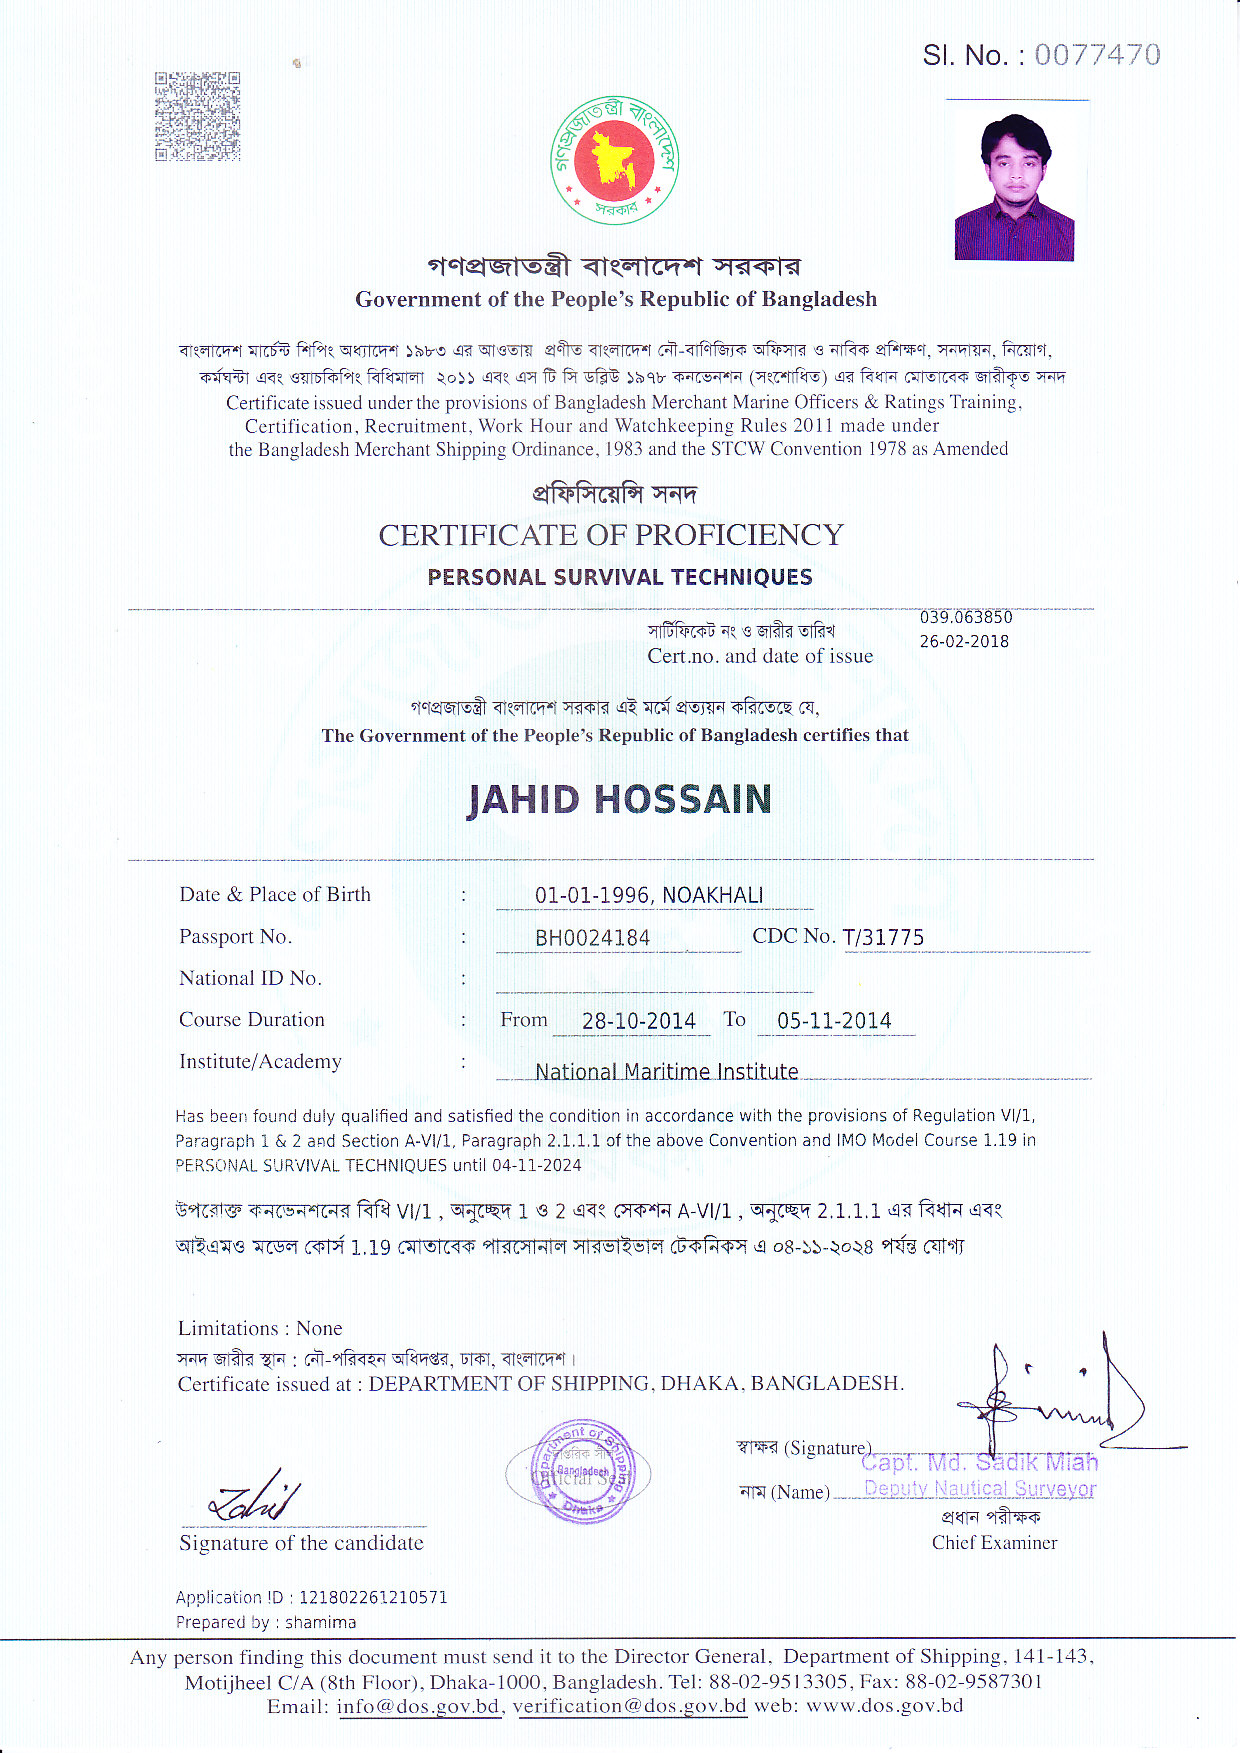 Sl. No. : 0077470
গণপ্রজাতন্ত্রী বাংলাদেশ
সরকার
গণপ্রজাতন্ত্রী বাংলাদেশ সরকার
Government of the People's Republic of Bangladesh
বাংলাদেশ মার্চেন্ট শিপিং অধ্যাদেশ ১৯৮৩ এর আওতায় প্রণীত বাংলাদেশ নৌ-বাণিজ্যিক অফিসার ও নাবিক প্রশিক্ষণ, সনদায়ন, নিয়োগ,
কর্মঘন্টা এবং ওয়াচকিপিং বিধিমালা ২০১১ এবং এস টি সি ডব্লিউ ১৯৭৮ কনভেনশন (সংশোধিত) এর বিধান মোতাবেক জারীকৃত সনদ
Certificate issued under the provisions of Bangladesh Merchant Marine Officers & Ratings Training,
Certification, Recruitment, Work Hour and Watchkeeping Rules 2011 made under
the Bangladesh Merchant Shipping Ordinance, 1983 and the STCW Convention 1978 as Amended
প্রফিসিয়েন্সি সনদ
CERTIFICATE OF PROFICIENCY
PERSONAL SURVIVAL TECHNIQUES
সার্টিফিকেট নং ও জারীর তারিখ 039.063850
Cert.no. and date of issue 26-02-2018
গণপ্রজাতন্ত্রী বাংলাদেশ সরকার এই মর্মে প্রত্যয়ন করিতেছে যে,
The Government of the People's Republic of Bangladesh certifies that
JAHID HOSSAIN
Date & Place of Birth : 01-01-1996, NOAKHALI
Passport No. : BH0024184 CDC No. T/31775
National ID No. :
Course Duration : From 28-10-2014 To 05-11-2014
Institute/Academy : National Maritime Institute
Has been found duly qualified and satisfied the condition in accordance with the provisions of Regulation VI/1,
Paragraph 1 & 2 and Section A-VI/1, Paragraph 2.1.1.1 of the above Convention and IMO Model Course 1.19 in
PERSONAL SURVIVAL TECHNIQUES until 04-11-2024
উপরোক্ত কনভেনশনের বিধি VI/1 , অনুচ্ছেদ 1 ও 2 এবং সেকশন A-VI/1 , অনুচ্ছেদ 2.1.1.1 এর বিধান এবং
আইএমও মডেল কোর্স 1.19 মোতাবেক পারসোনাল সারভাইভাল টেকনিকস এ ০৪-১১-২০২৪ পর্যন্ত যোগ্য
Limitations : None
সনদ জারীর স্থান : নৌ-পরিবহন অধিদপ্তর, ঢাকা, বাংলাদেশ।
Certificate issued at : DEPARTMENT OF SHIPPING, DHAKA, BANGLADESH.
Department of Shipping
Bangladesh
Dhaka
স্বাক্ষর (Signature)
Capt. Md. Sadik Miah
নাম (Name) Deputy Nautical Surveyor
প্রধান পরীক্ষক
Chief Examiner
Zahid
Signature of the candidate
Application ID : 121802261210571
Prepared by : shamima
Any person finding this document must send it to the Director General, Department of Shipping, 141-143,
Motijheel C/A (8th Floor), Dhaka-1000, Bangladesh. Tel: 88-02-9513305, Fax: 88-02-9587301
Email: info@dos.gov.bd, verification@dos.gov.bd web: www.dos.gov.bd